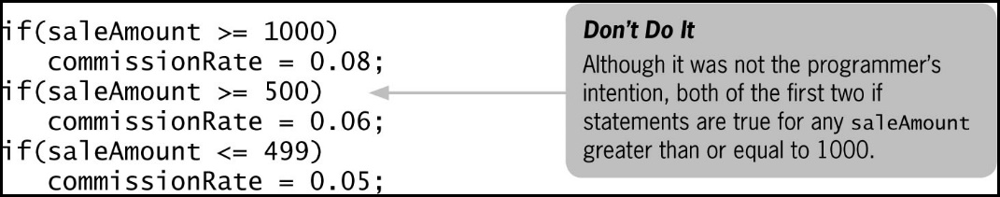 if(saleAmount >= 1000)
   commissionRate = 0.08;
if(saleAmount >= 500)
   commissionRate = 0.06;
if(saleAmount <= 499)
   commissionRate = 0.05;
Don't Do It
Although it was not the programmer's
intention, both of the first two if
statements are true for any saleAmount
greater than or equal to 1000.